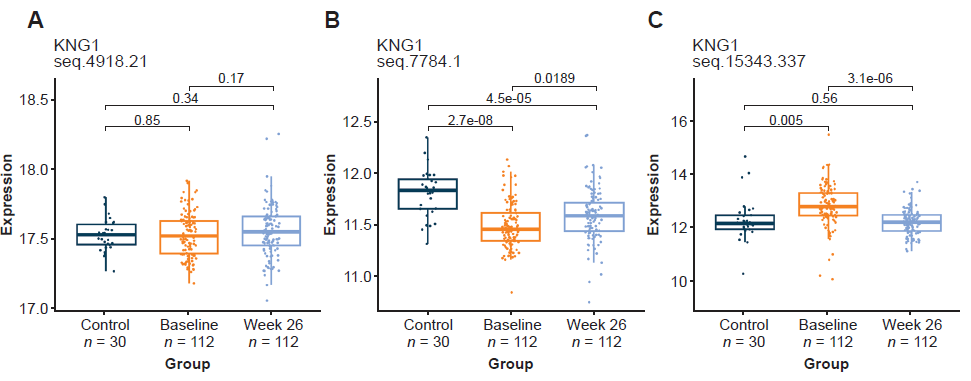 A
KNG1
seq.4918.21
0.17
0.34
0.85
Expression
18.5
18.0
17.5
17.0
Control
n = 30
Baseline
n = 112
Week 26
n = 112
Group
B
KNG1
seq.7784.1
0.0189
4.5e-05
2.7e-08
Expression
12.5
12.0
11.5
11.0
Control
n = 30
Baseline
n = 112
Week 26
n = 112
Group
C
KNG1
seq.15343.337
3.1e-06
0.56
0.005
Expression
16
14
12
10
Control
n = 30
Baseline
n = 112
Week 26
n = 112
Group